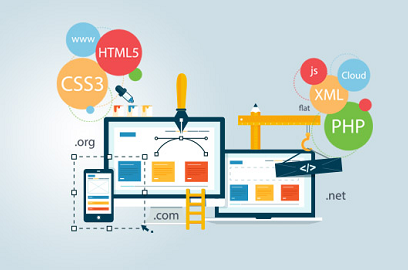 www
HTML5
CSS3
js
Cloud
XML
flat
PHP
.org
</>
.net
.com